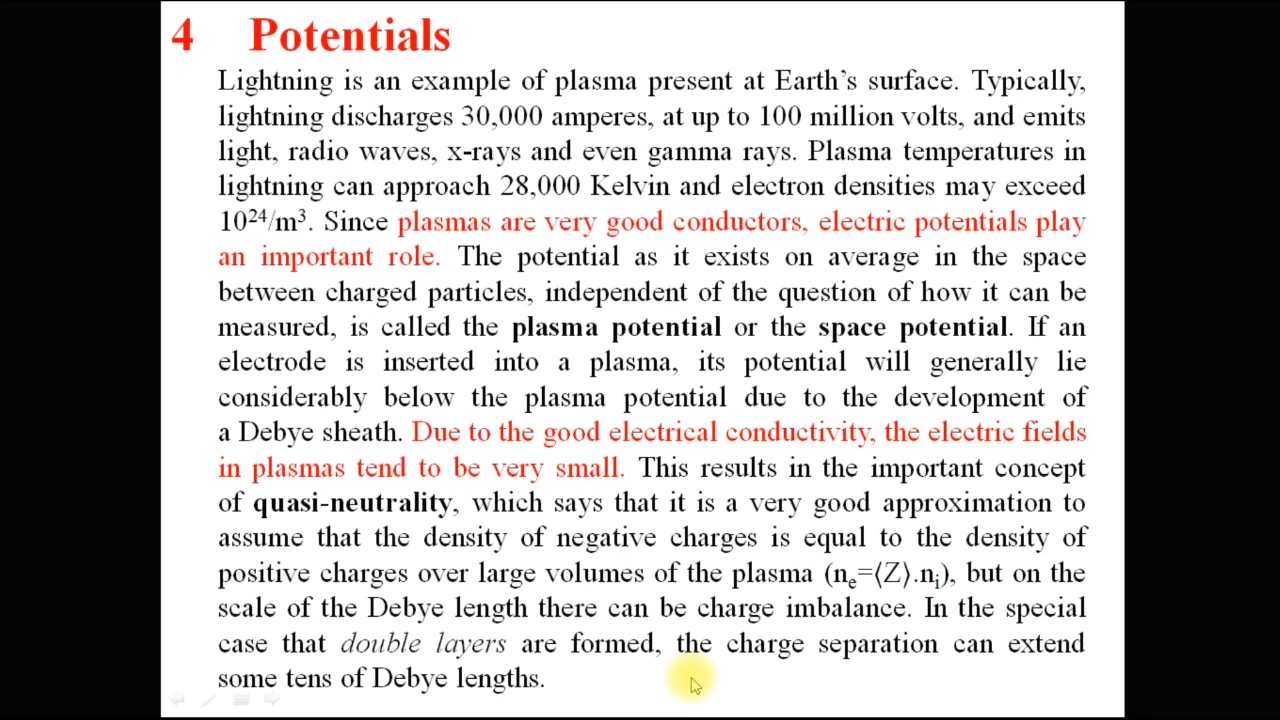 4 Potentials
Lightning is an example of plasma present at Earth’s surface. Typically,
lightning discharges 30,000 amperes, at up to 100 million volts, and emits
light, radio waves, x-rays and even gamma rays. Plasma temperatures in
lightning can approach 28,000 Kelvin and electron densities may exceed
10²⁴/m³. Since plasmas are very good conductors, electric potentials play
an important role. The potential as it exists on average in the space
between charged particles, independent of the question of how it can be
measured, is called the plasma potential or the space potential. If an
electrode is inserted into a plasma, its potential will generally lie
considerably below the plasma potential due to the development of
a Debye sheath. Due to the good electrical conductivity, the electric fields
in plasmas tend to be very small. This results in the important concept
of quasi-neutrality, which says that it is a very good approximation to
assume that the density of negative charges is equal to the density of
positive charges over large volumes of the plasma (nₑ=⟨Z⟩.nᵢ), but on the
scale of the Debye length there can be charge imbalance. In the special
case that double layers are formed, the charge separation can extend
some tens of Debye lengths.